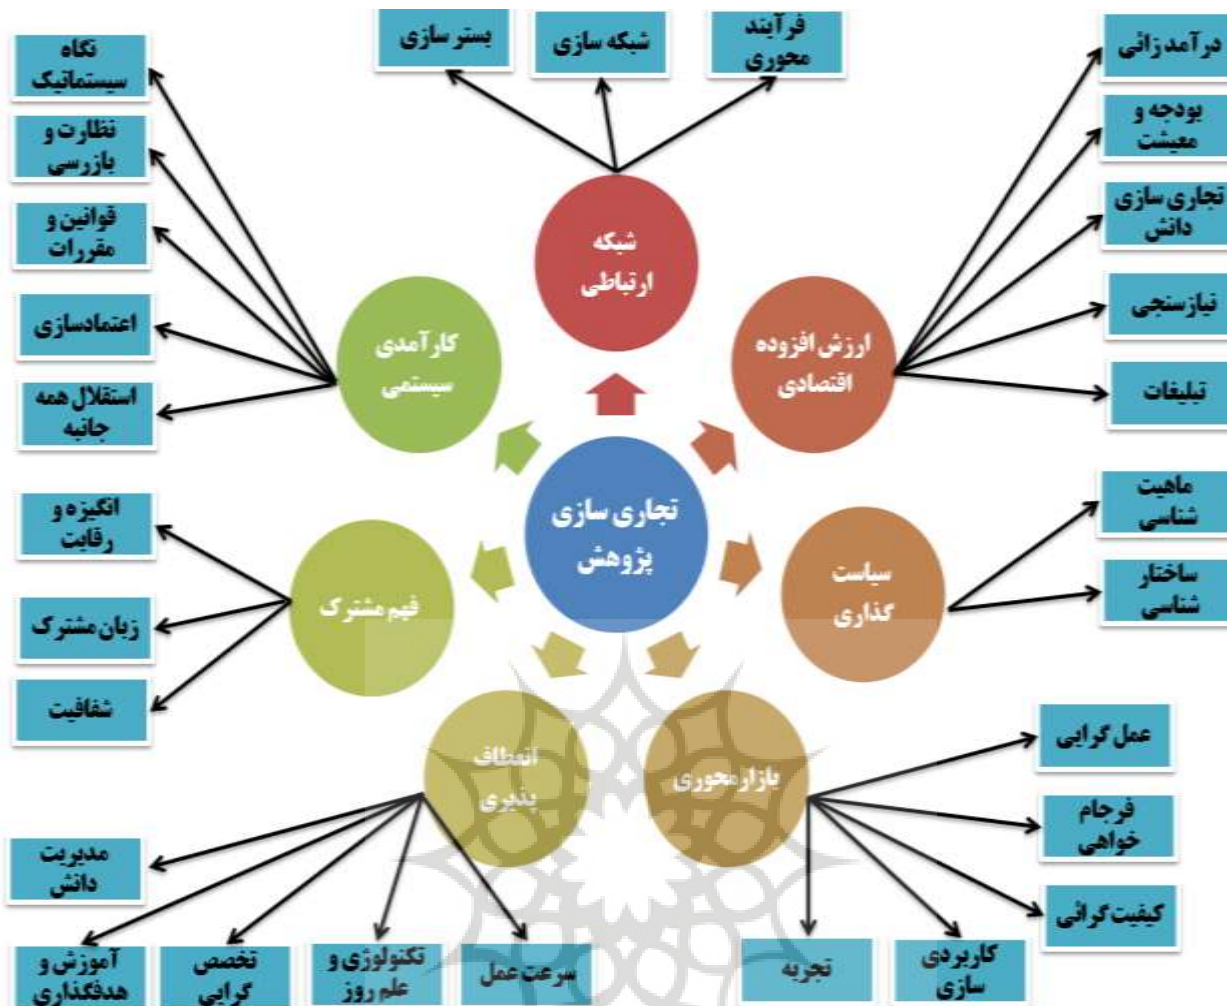 فرآیند
محوری
شبکه سازی
بستر سازی
درآمدزائی
بودجه و
معیشت
تجاری سازی
دانش
نیازسنجی
تبلیغات
نگاه
سیستماتیک
نظارت و
بازرسی
قوانین و
مقررات
اعتمادسازی
استقلال همه
جانبه
شبکه
ارتباطی
ارزش افزوده
اقتصادی
کارآمدی
سیستمی
تجاری سازی
پژوهش
سیاست
گذاری
فهم مشترک
ماهیت
شناسی
ساختار
شناسی
انگیزه و
رقابت
زبان مشترک
شفافیت
بازارمحوری
انعطاف
پذیری
عمل گرایی
فرجام
خواهی
کیفیت گرائی
کاربردی
سازی
تجربه
سرعت عمل
تکنولوژی و
علم روز
تخصص
گرایی
آموزش و
هدفگذاری
مدیریت
دانش